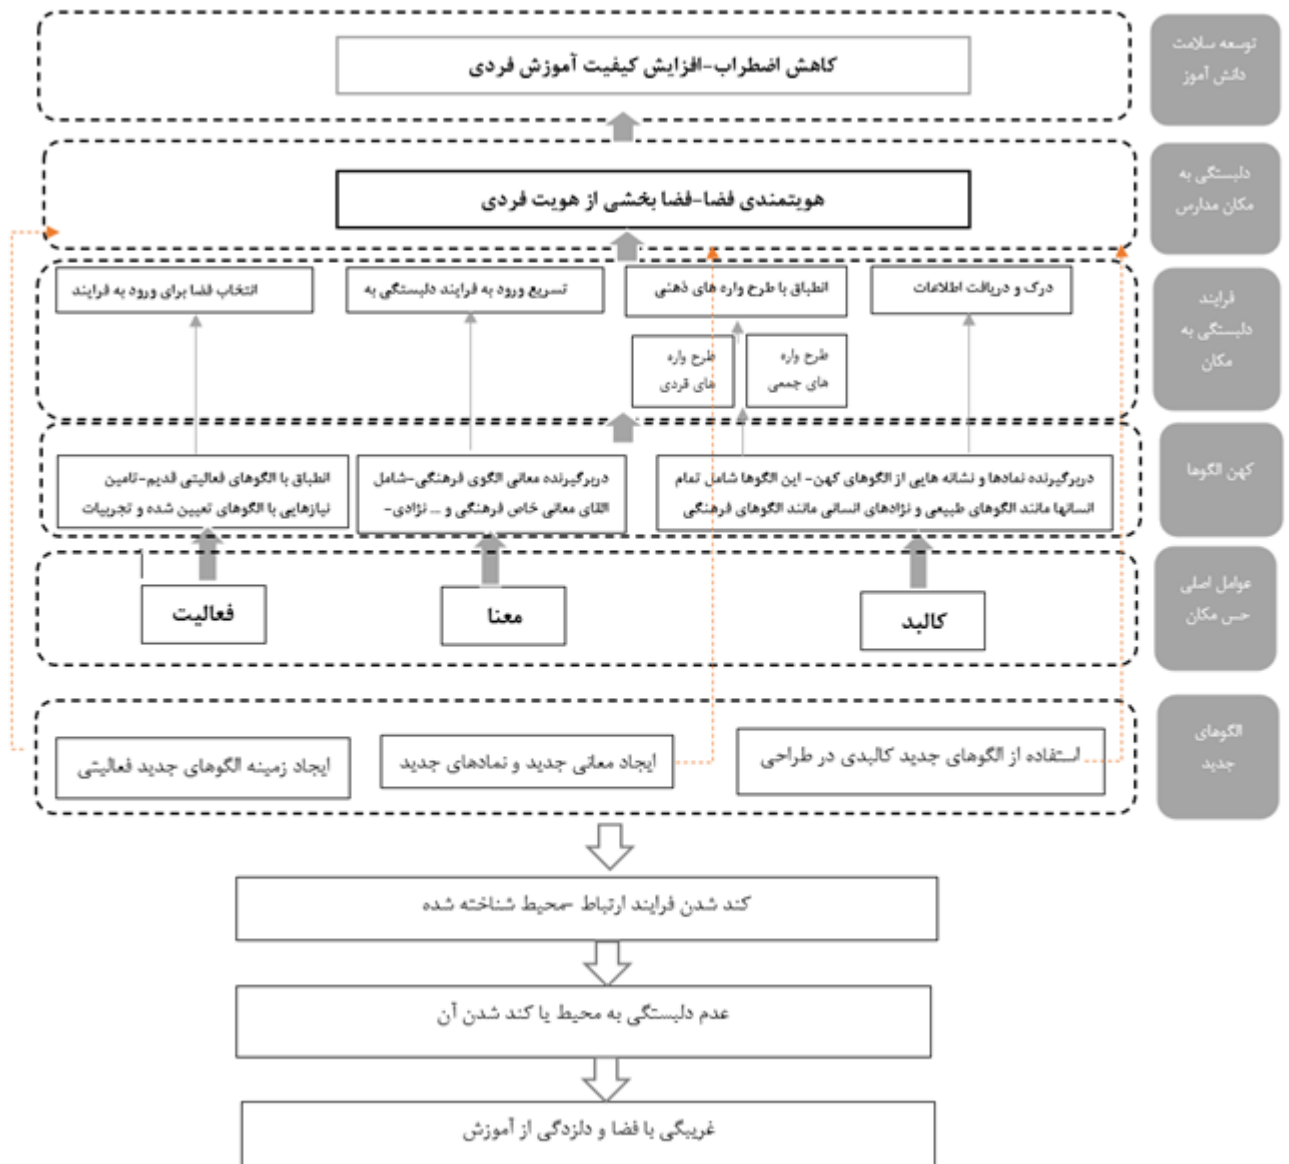 توسعه سلامت
دانش آموز
کاهش اضطراب-افزایش کیفیت آموزش فردی
دلبستگی به
مکان مدارس
هویتمندی فضا-فضا بخشی از هویت فردی
فرایند
دلبستگی به
مکان
درک و دریافت اطلاعات
انطباق با طرح واره های ذهنی
تسریع ورود به فرایند دلبستگی به
انتخاب فضا برای ورود به فرایند
طرح واره
های جمعی
طرح واره
های فردی
کهن الگوها
دربرگیرنده نمادها و نشانه هایی از الگوهای کهن- این الگوها شامل تمام
انسانها مانند الگوهای طبیعی و نژادهای انسانی مانند الگوهای فرهنگی
دربرگیرنده معانی الگوی فرهنگی-شامل
القای معانی خاص فرهنگی و ... نژادی-
انطباق با الگوهای فعالیتی قدیم-تامین
نیازهایی با الگوهای تعیین شده و تجربیات
عوامل اصلی
حس مکان
کالبد
معنا
فعالیت
الگوهای
جدید
استفاده از الگوهای جدید کالبدی در طراحی
ایجاد معانی جدید و نمادهای جدید
ایجاد زمینه الگوهای جدید فعالیتی
کند شدن فرایند ارتباط -محیط شناخته شده
عدم دلبستگی به محیط یا کند شدن آن
غریبگی با فضا و دلزدگی از آموزش